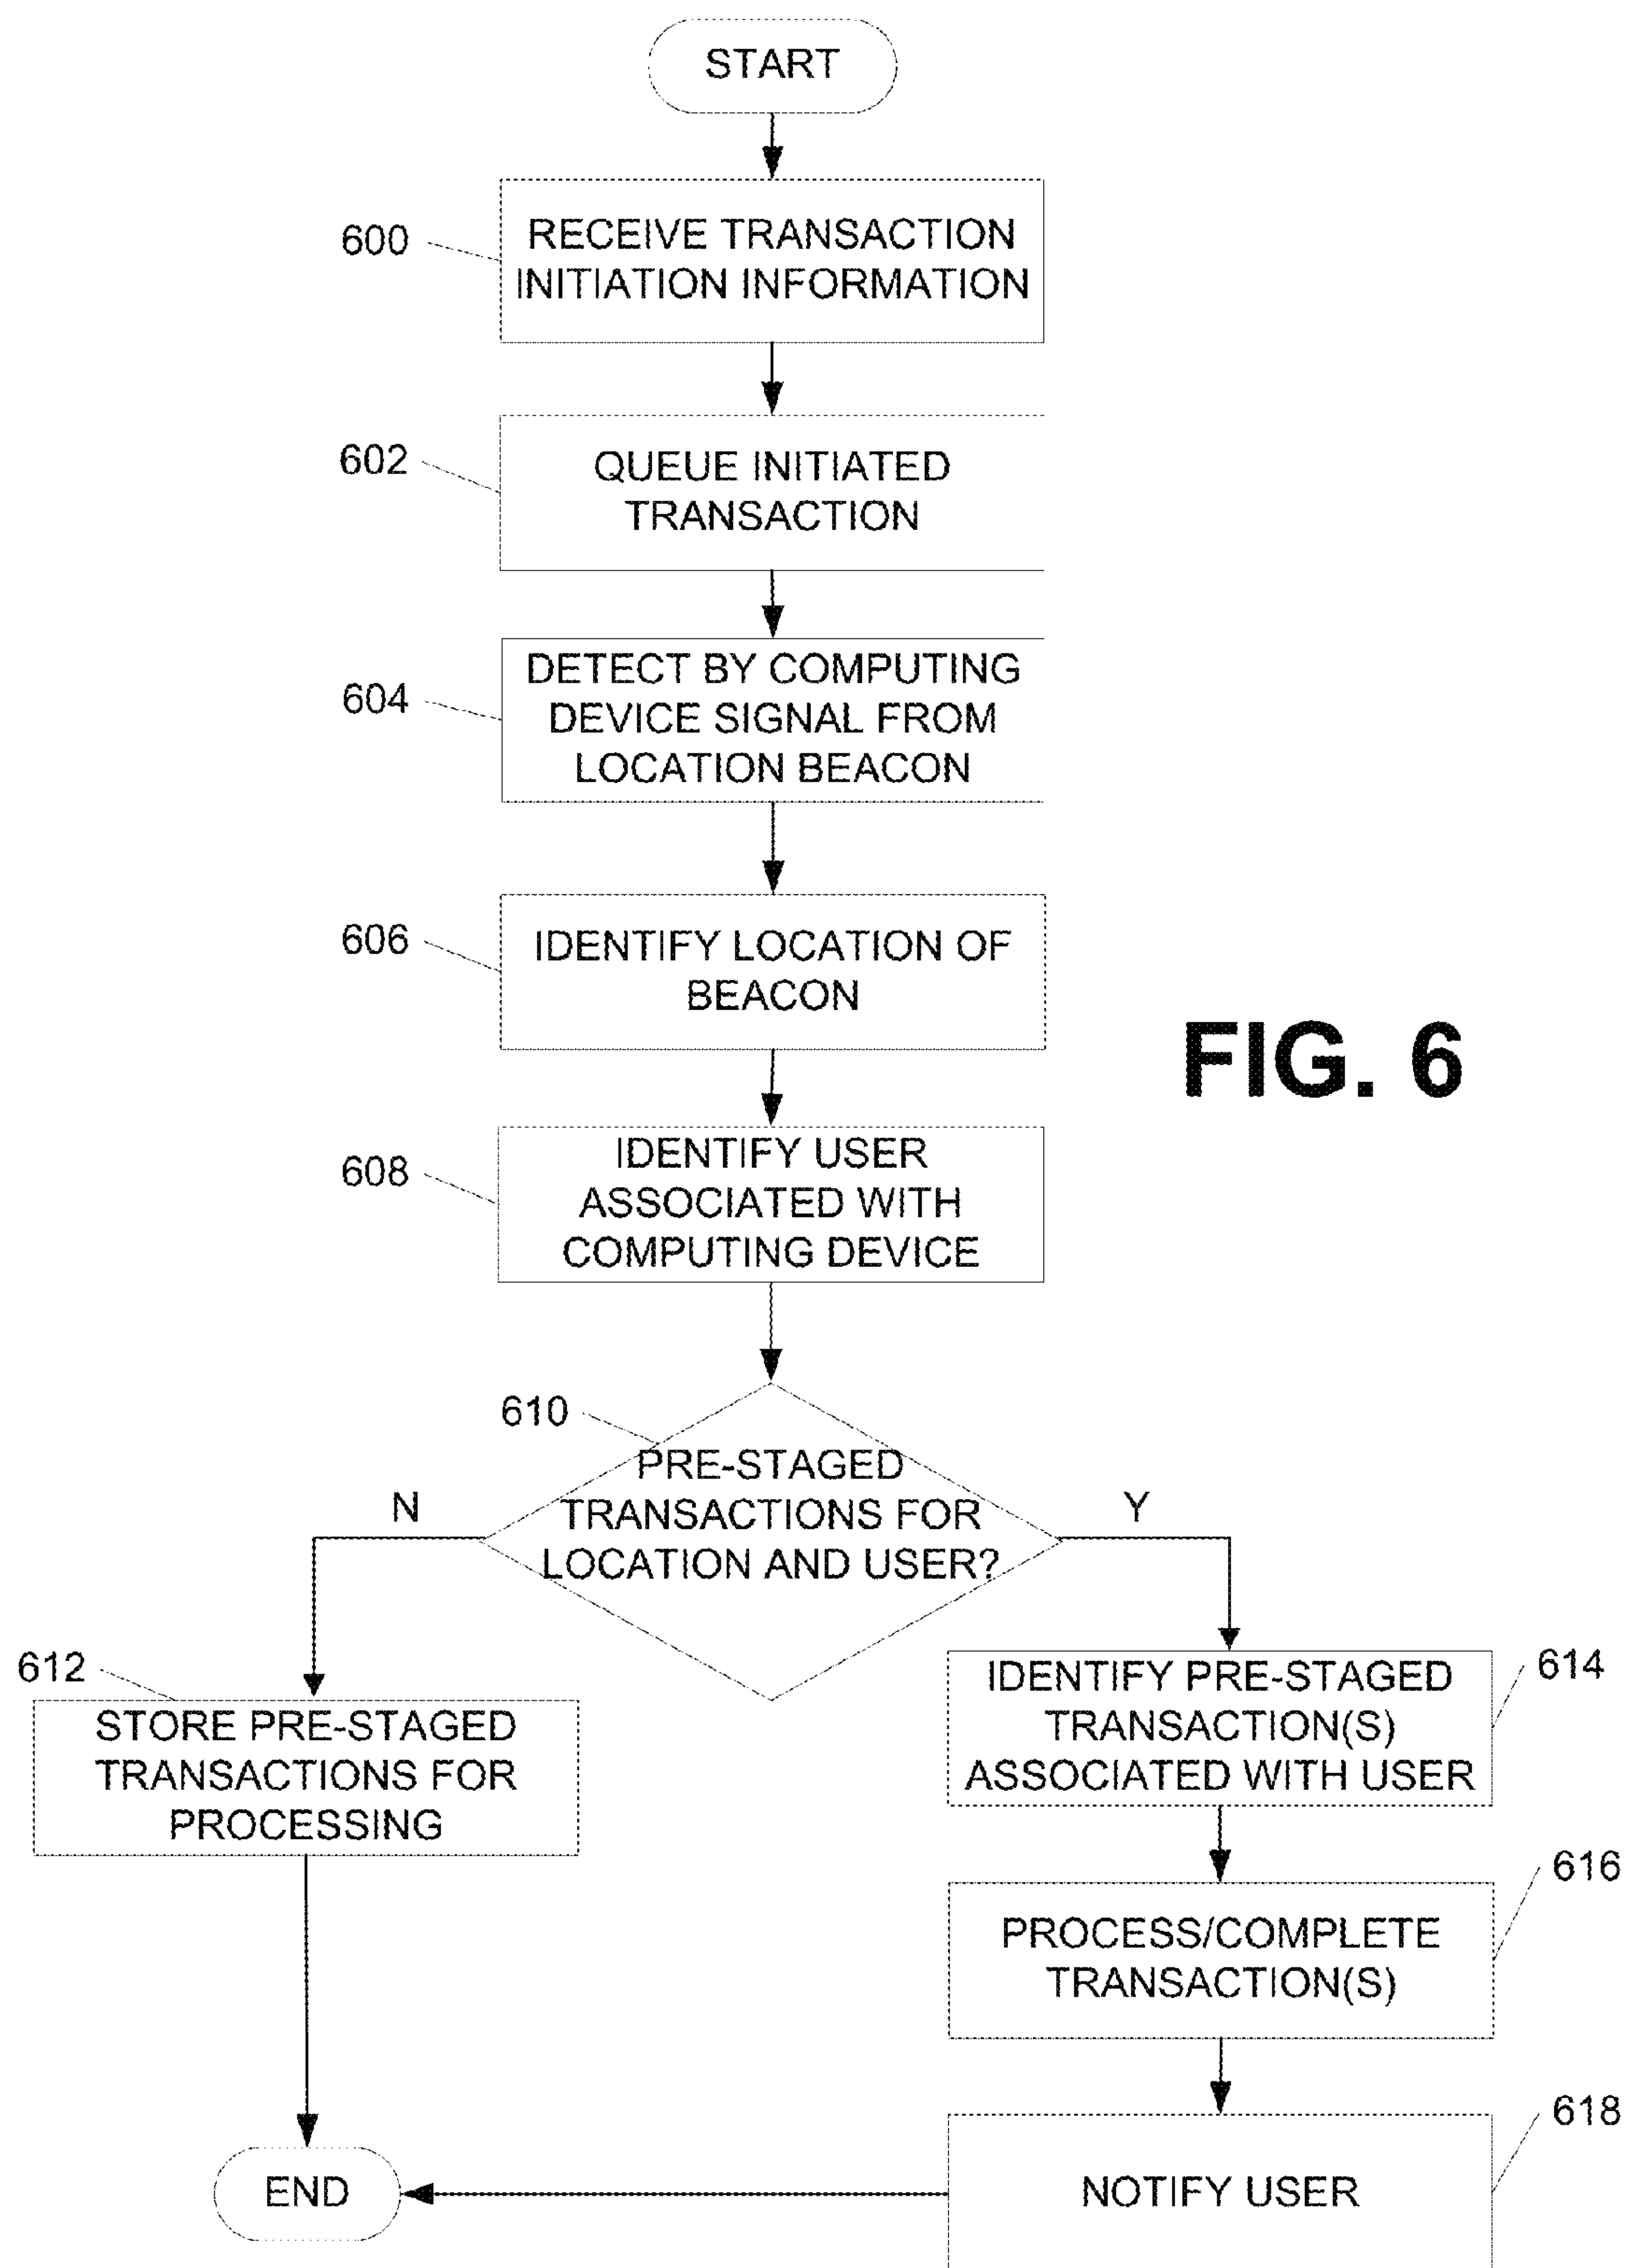 START
600
RECEIVE TRANSACTION
INITIATION INFORMATION
602
QUEUE INITIATED
TRANSACTION
604
DETECT BY COMPUTING
DEVICE SIGNAL FROM
LOCATION BEACON
606
IDENTIFY LOCATION OF
BEACON
FIG. 6
608
IDENTIFY USER
ASSOCIATED WITH
COMPUTING DEVICE
610
PRE-STAGED
TRANSACTIONS FOR
LOCATION AND USER?
N
Y
612
STORE PRE-STAGED
TRANSACTIONS FOR
PROCESSING
614
IDENTIFY PRE-STAGED
TRANSACTION(S)
ASSOCIATED WITH USER
616
PROCESS/COMPLETE
TRANSACTION(S)
618
NOTIFY USER
END